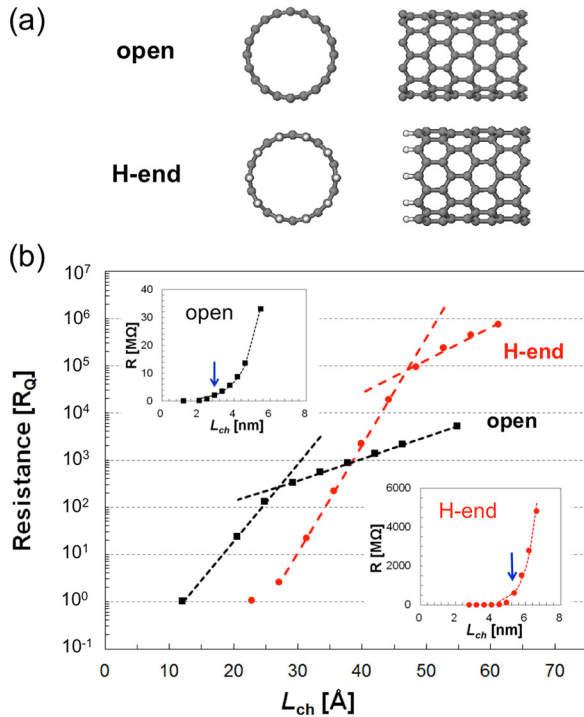 (a)
open
H-end
(b)
Resistance [R_Q]
10^7
10^6
10^5
10^4
10^3
10^2
10^1
10^0
10^-1
0
10
20
30
40
50
60
70
L_ch [Å]
H-end
open
R [MΩ]
40
30
20
10
0
open
0 2 4 6 8
L_ch [nm]
R [MΩ]
6000
4000
2000
0
H-end
0 2 4 6 8
L_ch [nm]